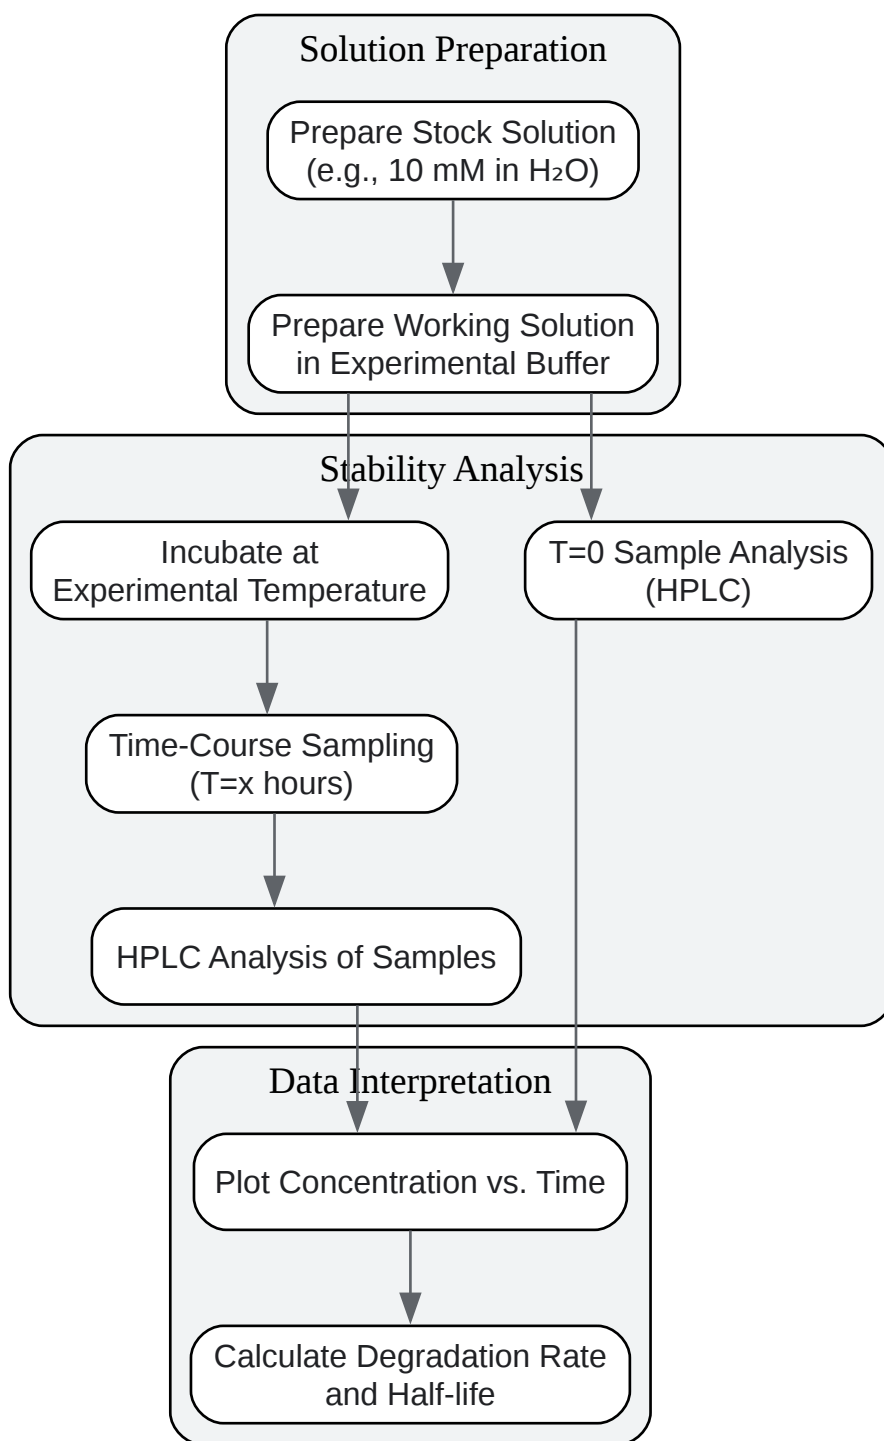 Solution Preparation
Prepare Stock Solution
(e.g., 10 mM in H₂O)
Prepare Working Solution
in Experimental Buffer
Stability Analysis
Incubate at
Experimental Temperature
T=0 Sample Analysis
(HPLC)
Time-Course Sampling
(T=x hours)
HPLC Analysis of Samples
Data Interpretation
Plot Concentration vs. Time
Calculate Degradation Rate
and Half-life